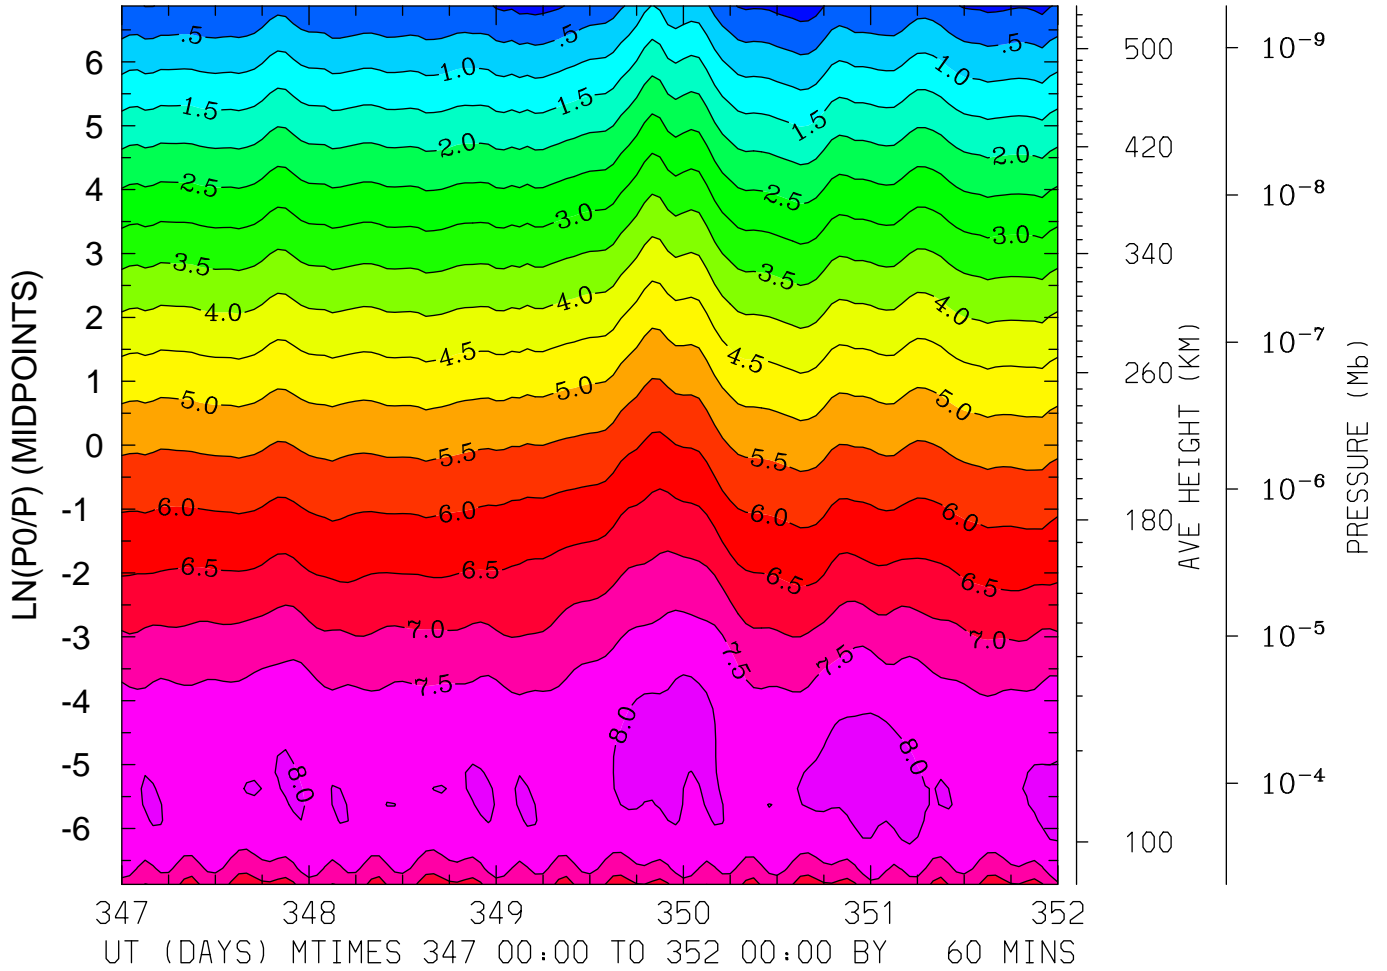 .5 .5 .5
1.0 1.0
1.5 1.5 1.5
2.0 2.0
2.5 2.5
3.0 3.0
3.5 3.5
4.0 4.0 4.0
4.5 4.5
5.0 5.0 5.0
5.5 5.5
6.0 6.0 6.0 6.0
6.5 6.5 6.5 6.5
7.0 7.0
7.5 7.5 7.5
8.0 8.0 8.0
6
5
4
3
2
1
0
-1
-2
-3
-4
-5
-6
LN(P0/P) (MIDPOINTS)
347 348 349 350 351 352
UT (DAYS) MTIMES 347 00:00 TO 352 00:00 BY 60 MINS
500
420
340
260
180
100
AVE HEIGHT (KM)
10⁻⁹
10⁻⁸
10⁻⁷
10⁻⁶
10⁻⁵
10⁻⁴
PRESSURE (Mb)